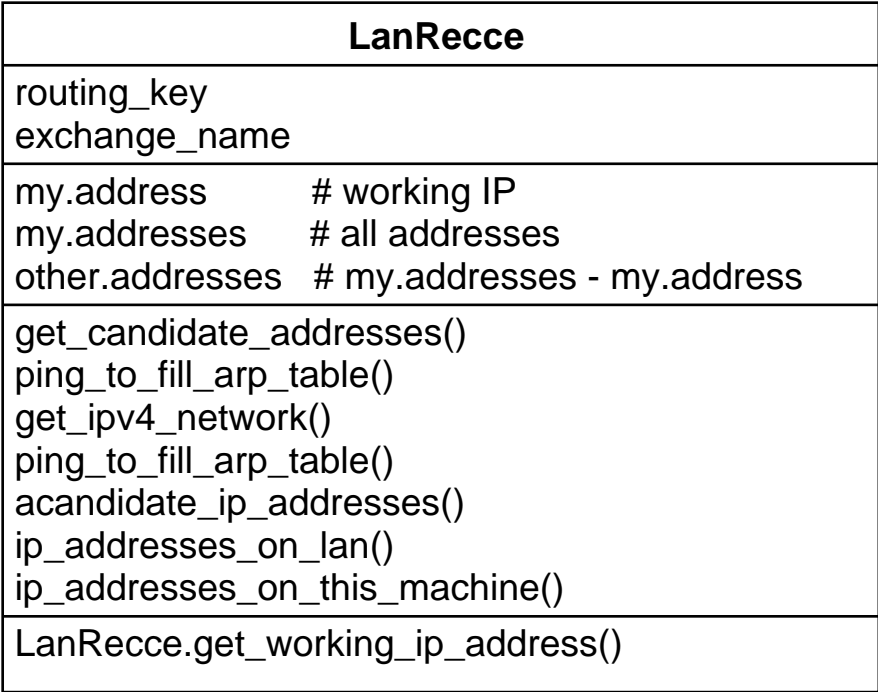 LanRecce
routing_key
exchange_name
my.address # working IP
my.addresses # all addresses
other.addresses # my.addresses - my.address
get_candidate_addresses()
ping_to_fill_arp_table()
get_ipv4_network()
ping_to_fill_arp_table()
acandidate_ip_addresses()
ip_addresses_on_lan()
ip_addresses_on_this_machine()
LanRecce.get_working_ip_address()